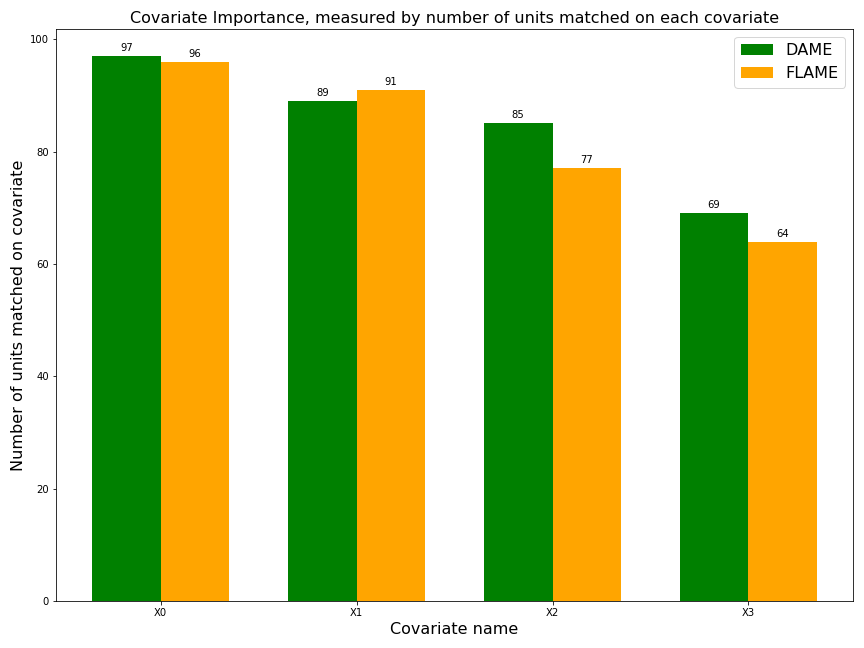 Covariate Importance, measured by number of units matched on each covariate
DAME
FLAME
Number of units matched on covariate
100
80
60
40
20
0
97
96
89
91
85
77
69
64
X0
X1
X2
X3
Covariate name